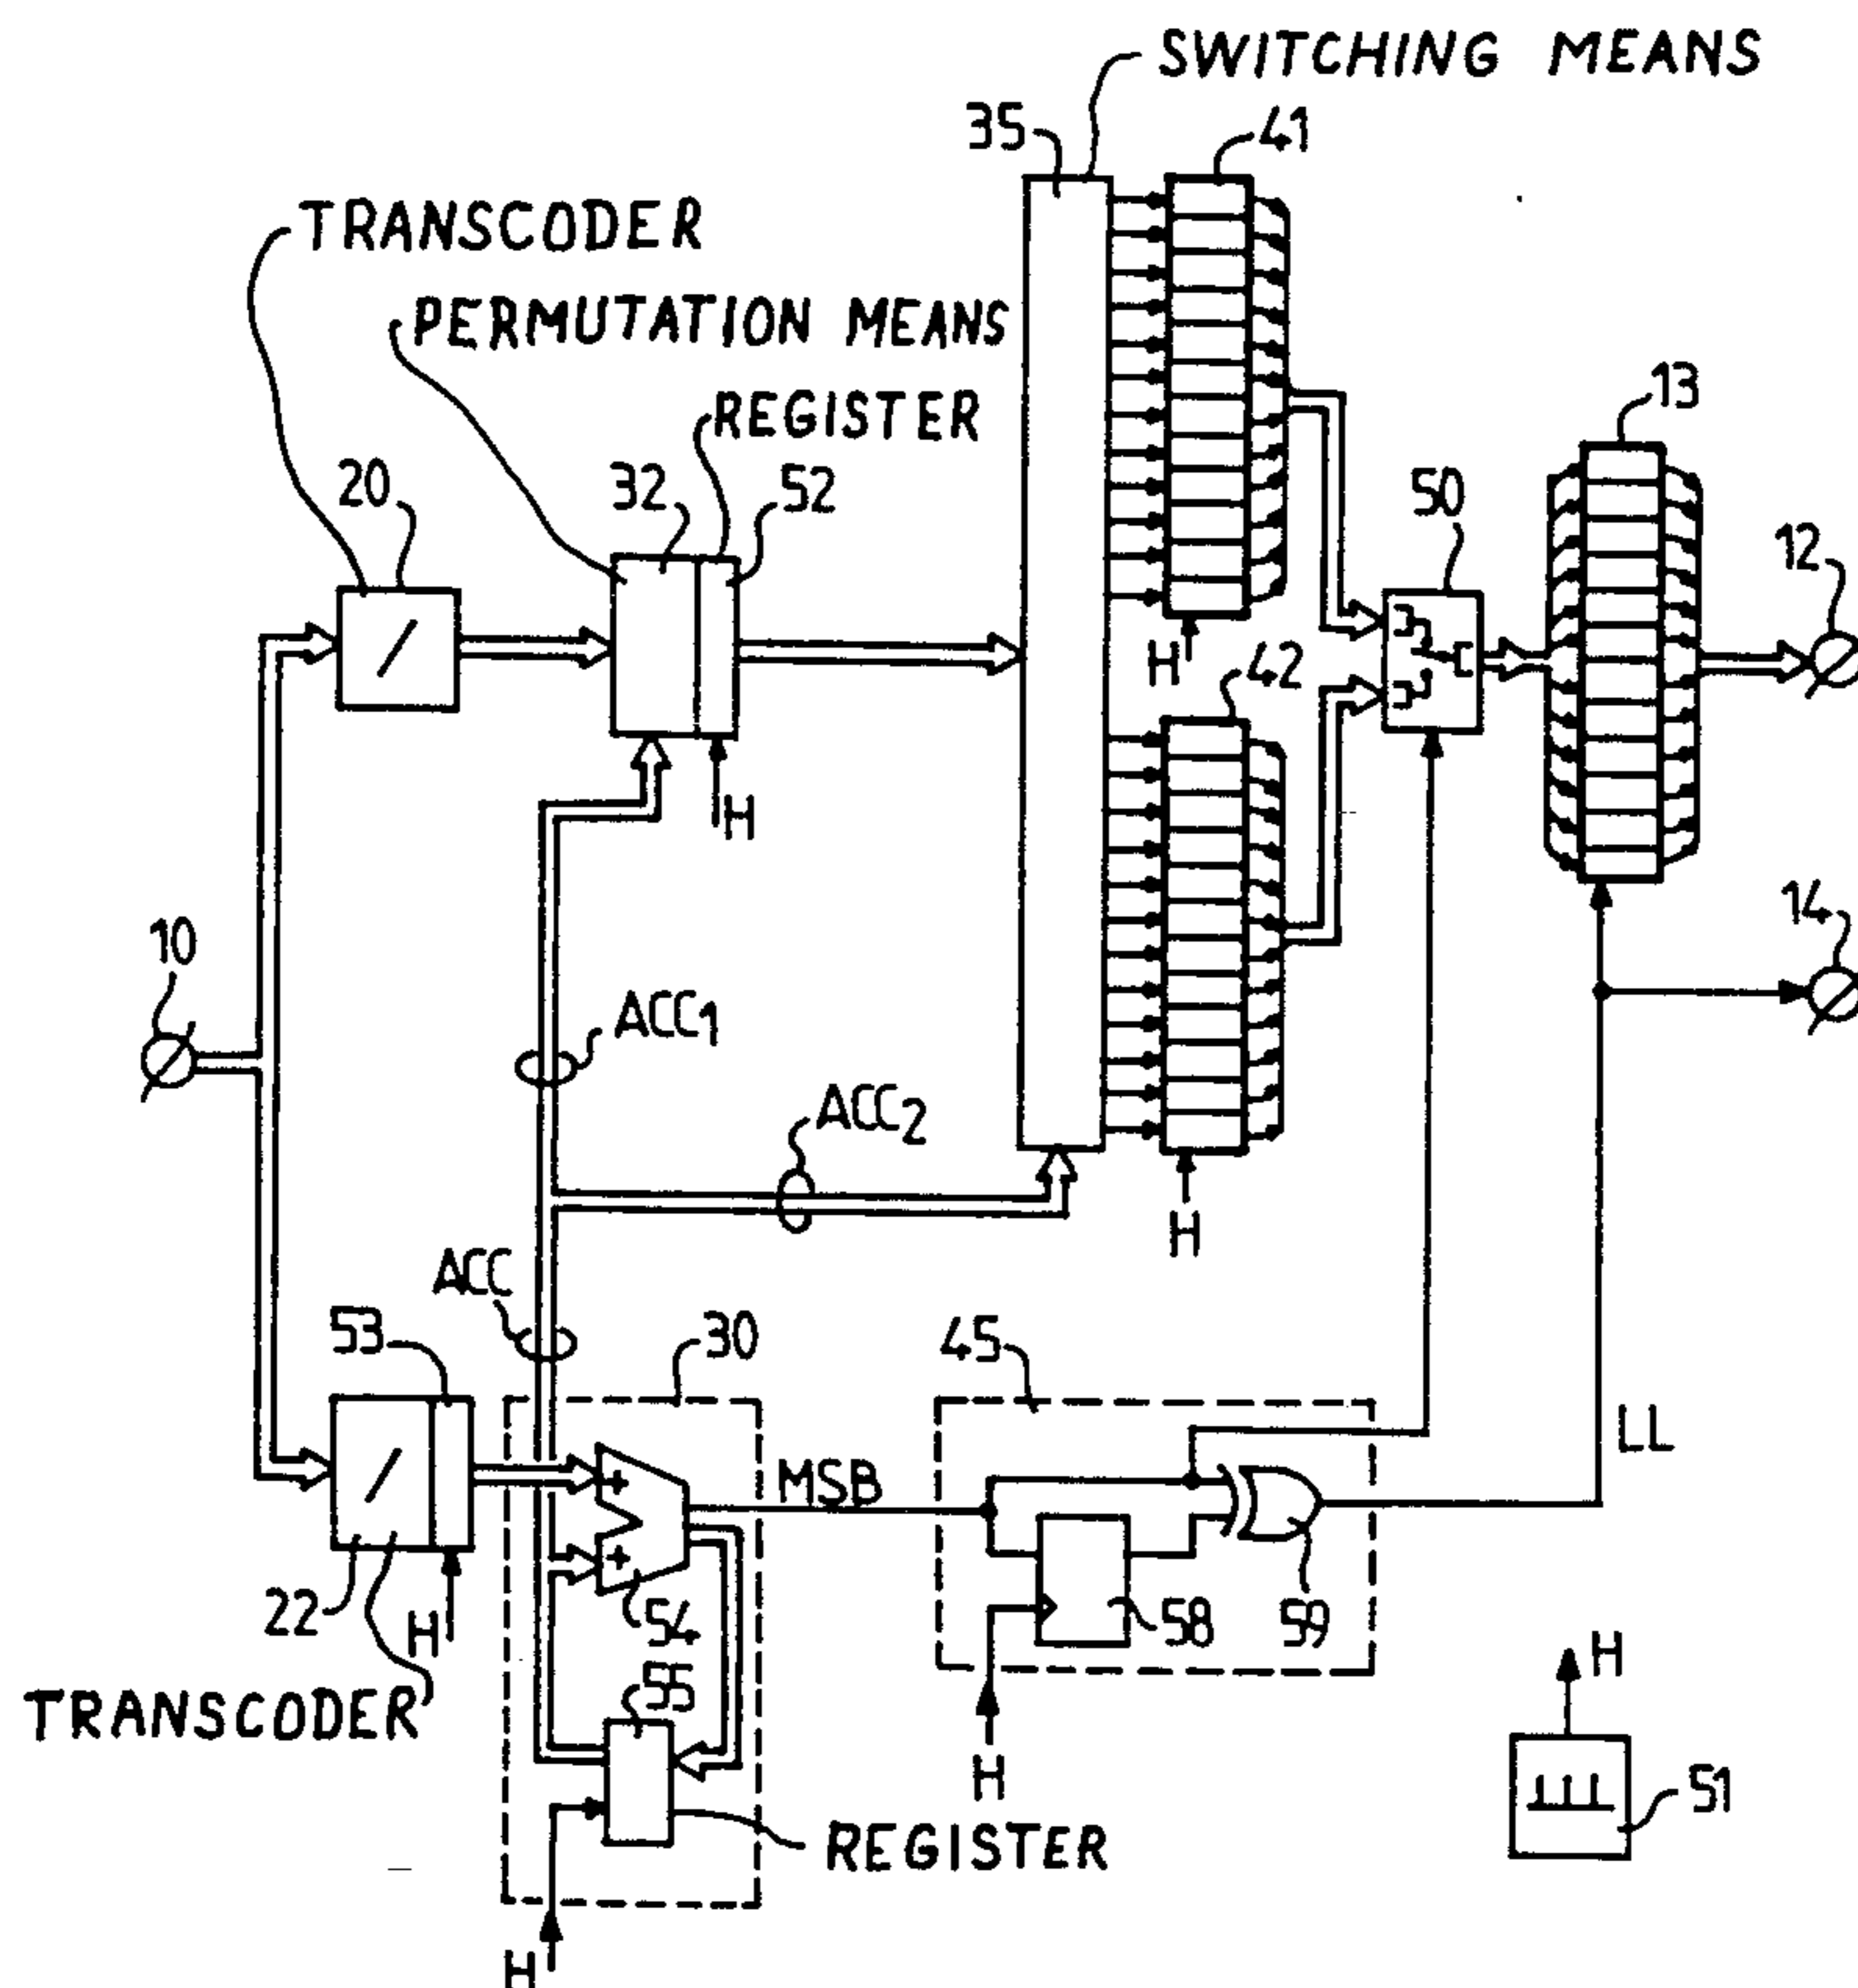 SWITCHING MEANS
35
41
TRANSCODER
PERMUTATION MEANS
REGISTER
13
20
32
52
50
12
H
42
H
10
14
ACC1
ACC2
H
ACC
53
30
45
LL
MSB
+
+
22
H
54
58
59
55
H
TRANSCODER
H
51
REGISTER
H